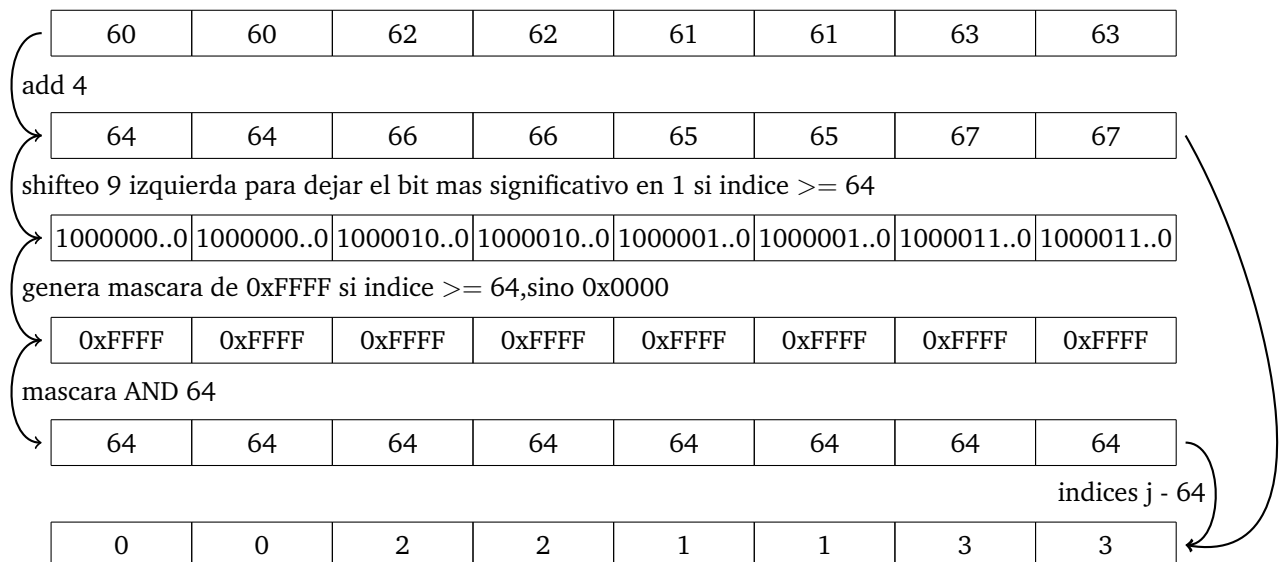 60 60 62 62 61 61 63 63
add 4
64 64 66 66 65 65 67 67
shifteo 9 izquierda para dejar el bit mas significativo en 1 si indice >= 64
1000000..0 1000000..0 1000010..0 1000010..0 1000001..0 1000001..0 1000011..0 1000011..0
genera mascara de 0xFFFF si indice >= 64,sino 0x0000
0xFFFF 0xFFFF 0xFFFF 0xFFFF 0xFFFF 0xFFFF 0xFFFF 0xFFFF
mascara AND 64
64 64 64 64 64 64 64 64
indices j - 64
0 0 2 2 1 1 3 3